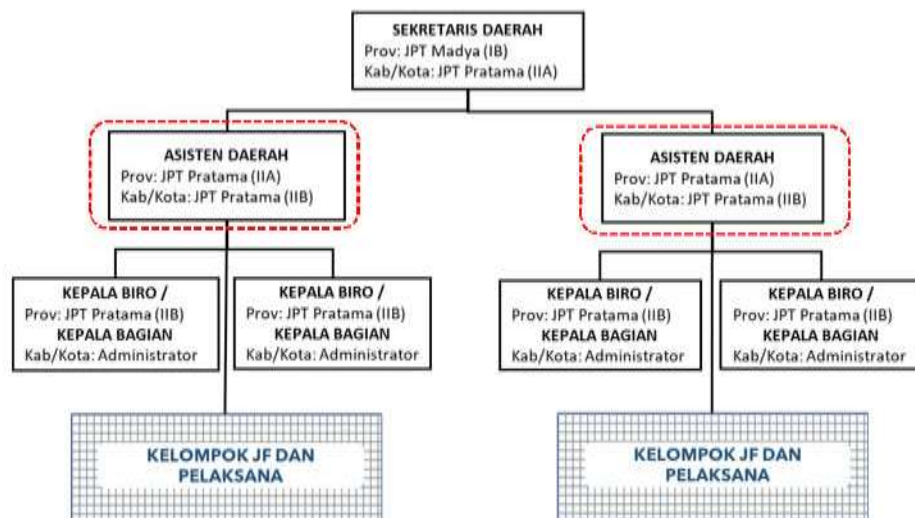 SEKRETARIS DAERAH
Prov: JPT Madya (IB)
Kab/Kota: JPT Pratama (IIA)
ASISTEN DAERAH
Prov: JPT Pratama (IIA)
Kab/Kota: JPT Pratama (IIB)
ASISTEN DAERAH
Prov: JPT Pratama (IIA)
Kab/Kota: JPT Pratama (IIB)
KEPALA BIRO /
Prov: JPT Pratama (IIB)
KEPALA BAGIAN
Kab/Kota: Administrator
KEPALA BIRO /
Prov: JPT Pratama (IIB)
KEPALA BAGIAN
Kab/Kota: Administrator
KEPALA BIRO /
Prov: JPT Pratama (IIB)
KEPALA BAGIAN
Kab/Kota: Administrator
KEPALA BIRO /
Prov: JPT Pratama (IIB)
KEPALA BAGIAN
Kab/Kota: Administrator
KELOMPOK JF DAN
PELAKSANA
KELOMPOK JF DAN
PELAKSANA